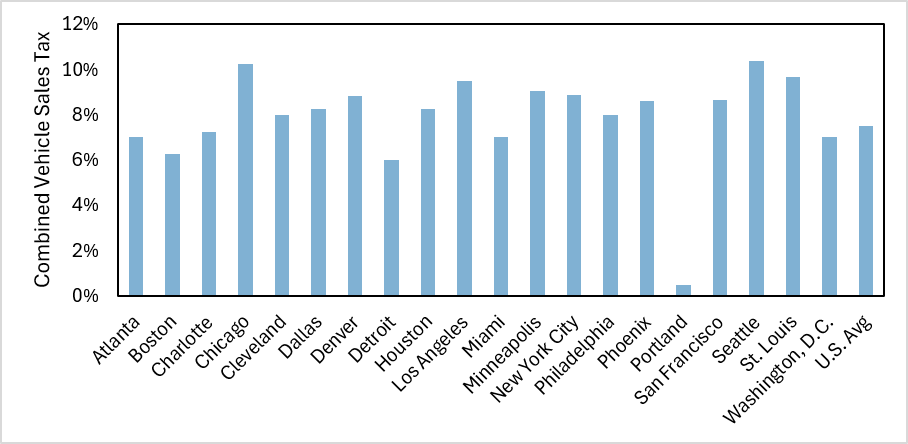 Combined Vehicle Sales Tax
12%
10%
8%
6%
4%
2%
0%
Atlanta
Boston
Charlotte
Chicago
Cleveland
Dallas
Denver
Detroit
Houston
Los Angeles
Miami
Minneapolis
New York City
Philadelphia
Phoenix
Portland
San Francisco
Seattle
St. Louis
Washington, D.C.
U.S. Avg